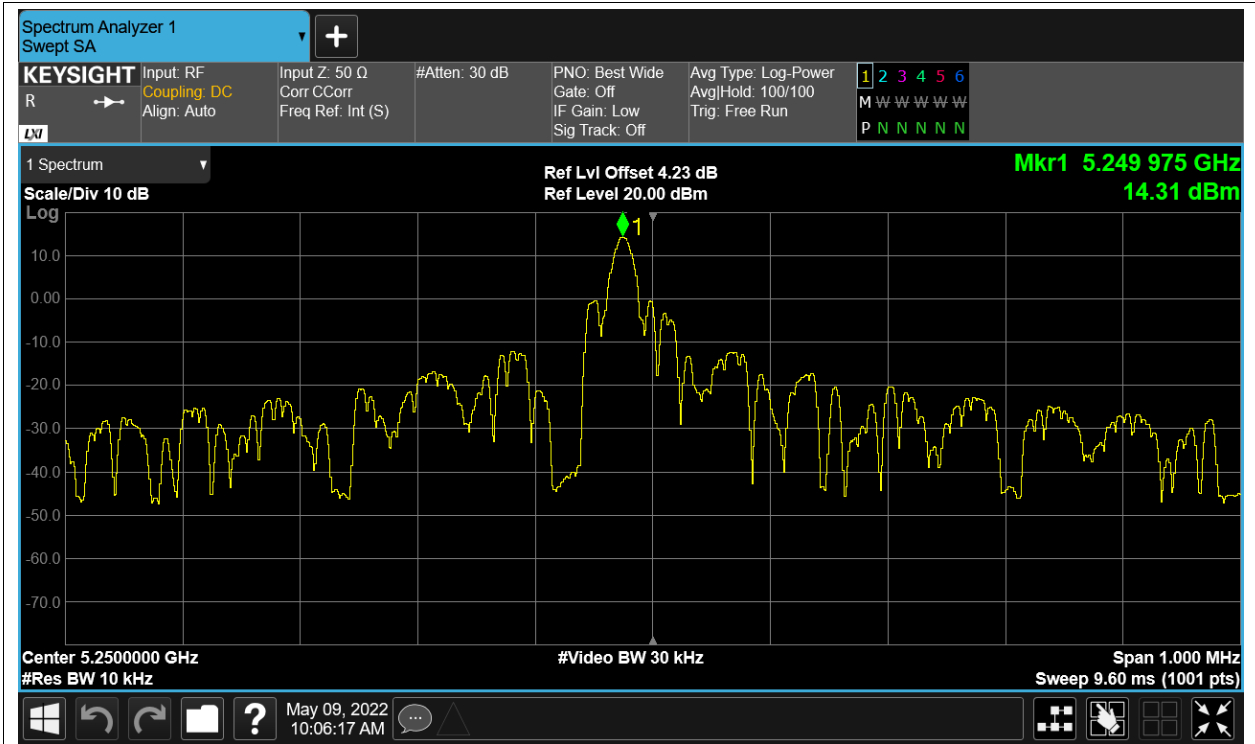 Spectrum Analyzer 1
Swept SA
KEYSIGHT
R
LXI
Input: RF
Coupling: DC
Align: Auto
Input Z: 50 Ω
Corr CCorr
Freq Ref: Int (S)
#Atten: 30 dB
PNO: Best Wide
Gate: Off
IF Gain: Low
Sig Track: Off
Avg Type: Log-Power
Avg|Hold: 100/100
Trig: Free Run
1 2 3 4 5 6
M W W W W W W
P N N N N N N
1 Spectrum
Scale/Div 10 dB
Log
Ref Lvl Offset 4.23 dB
Ref Level 20.00 dBm
Mkr1 5.249 975 GHz
14.31 dBm
1
10.0
0.00
-10.0
-20.0
-30.0
-40.0
-50.0
-60.0
-70.0
Center 5.2500000 GHz
#Res BW 10 kHz
#Video BW 30 kHz
Span 1.000 MHz
Sweep 9.60 ms (1001 pts)
?
May 09, 2022
10:06:17 AM